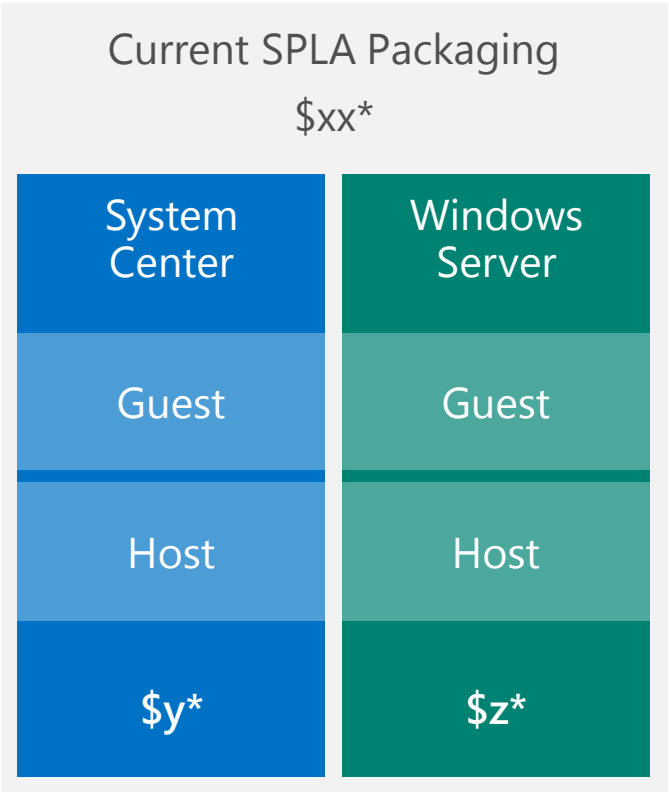 Current SPLA Packaging
$xx*
System
Center
Guest
Host
$y*
Windows
Server
Guest
Host
$z*